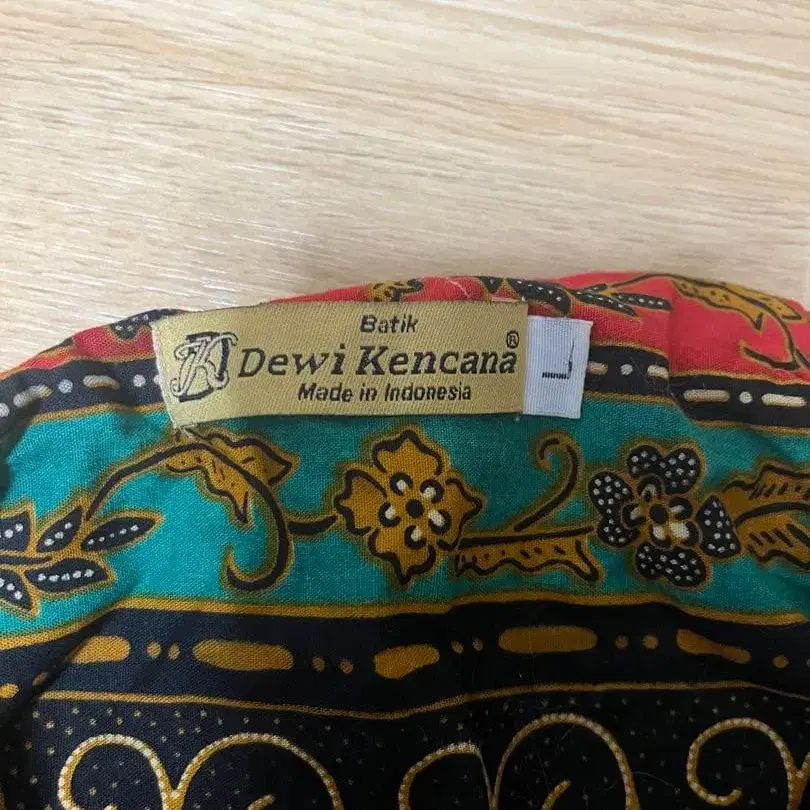 Batik
Dewi Kencana®
Made in Indonesia
L